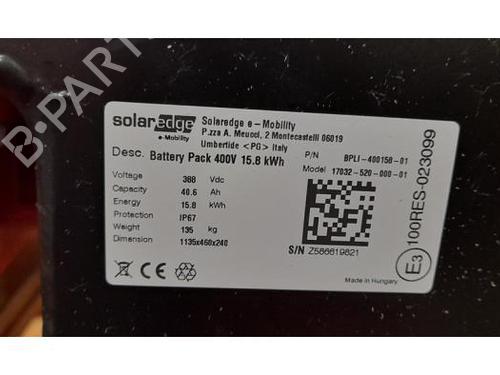 solaredge
e-Mobility
Solaredge e-Mobility
P.zza A. Meucci, 2 Montecastelli 06019
Umbertide <PG> Italy
Desc. Battery Pack 400V 15.8 kWh
P/N BPLI-400158-01
Model 17032-520-000-01
Voltage 388 Vdc
Capacity 40.6 Ah
Energy 15.8 kWh
Protection IP67
Weight 135 kg
Dimension 1135x460x240
S/N Z586619821
E3 100RES-023099
CE
Made in Hungary
B-PARTS